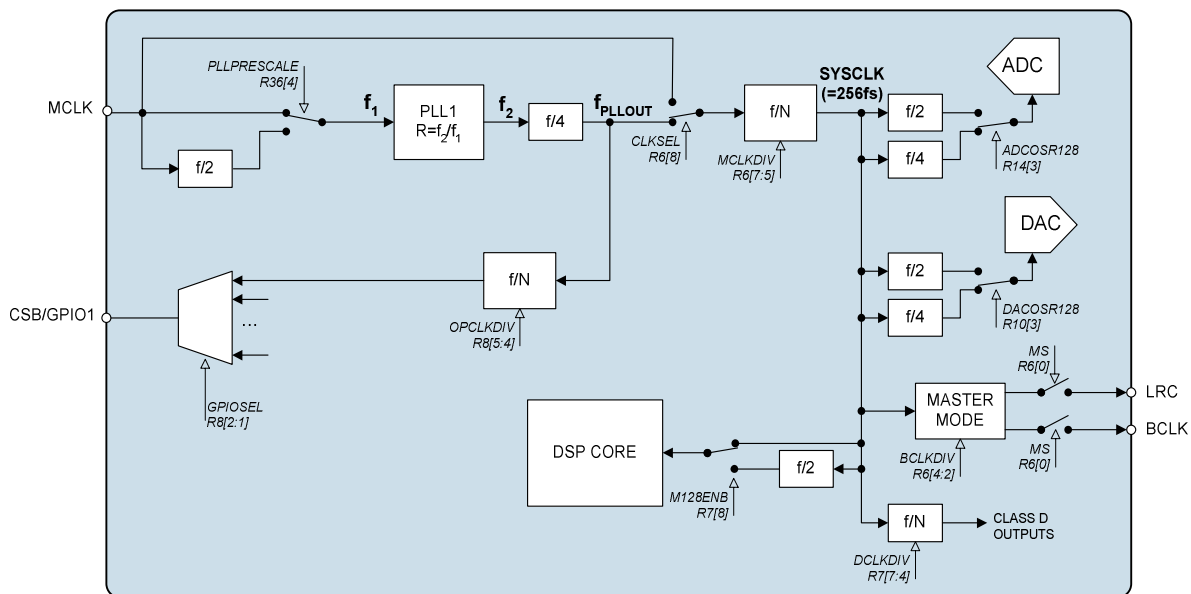 PLLPRESCALE
R36[4]
MCLK
f1
PLL1
R=f2/f1
f2
f/4
fPLLOUT
f/2
CLKSEL
R6[8]
f/N
MCLKDIV
R6[7:5]
SYSCLK
(=256fs)
f/2
f/4
ADC
ADCOSR128
R14[3]
DAC
f/2
f/4
DACOSR128
R10[3]
CSB/GPIO1
...
GPIOSEL
R8[2:1]
f/N
OPCLKDIV
R8[5:4]
MASTER
MODE
BCLKDIV
R6[4:2]
MS
R6[0]
LRC
BCLK
MS
R6[0]
DSP CORE
f/2
M128ENB
R7[8]
f/N
CLASS D
OUTPUTS
DCLKDIV
R7[7:4]